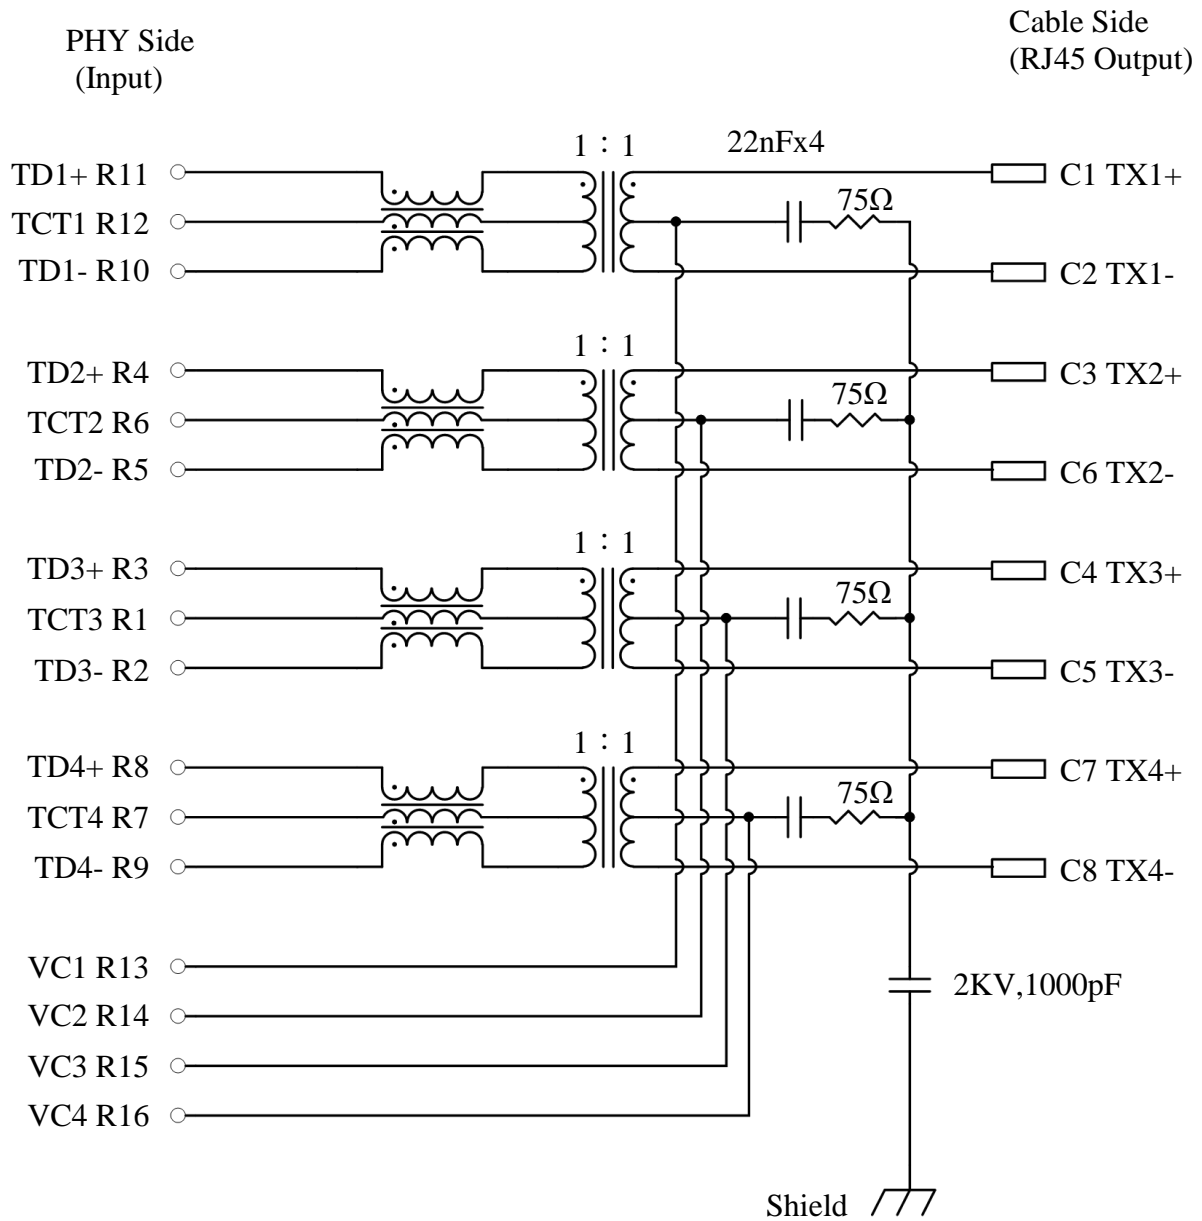 PHY Side
(Input)
Cable Side
(RJ45 Output)
1 : 1
22nFx4
TD1+ R11
C1 TX1+
75Ω
TCT1 R12
TD1- R10
C2 TX1-
1 : 1
TD2+ R4
C3 TX2+
75Ω
TCT2 R6
TD2- R5
C6 TX2-
1 : 1
TD3+ R3
C4 TX3+
75Ω
TCT3 R1
TD3- R2
C5 TX3-
1 : 1
TD4+ R8
C7 TX4+
75Ω
TCT4 R7
TD4- R9
C8 TX4-
VC1 R13
2KV,1000pF
VC2 R14
VC3 R15
VC4 R16
Shield